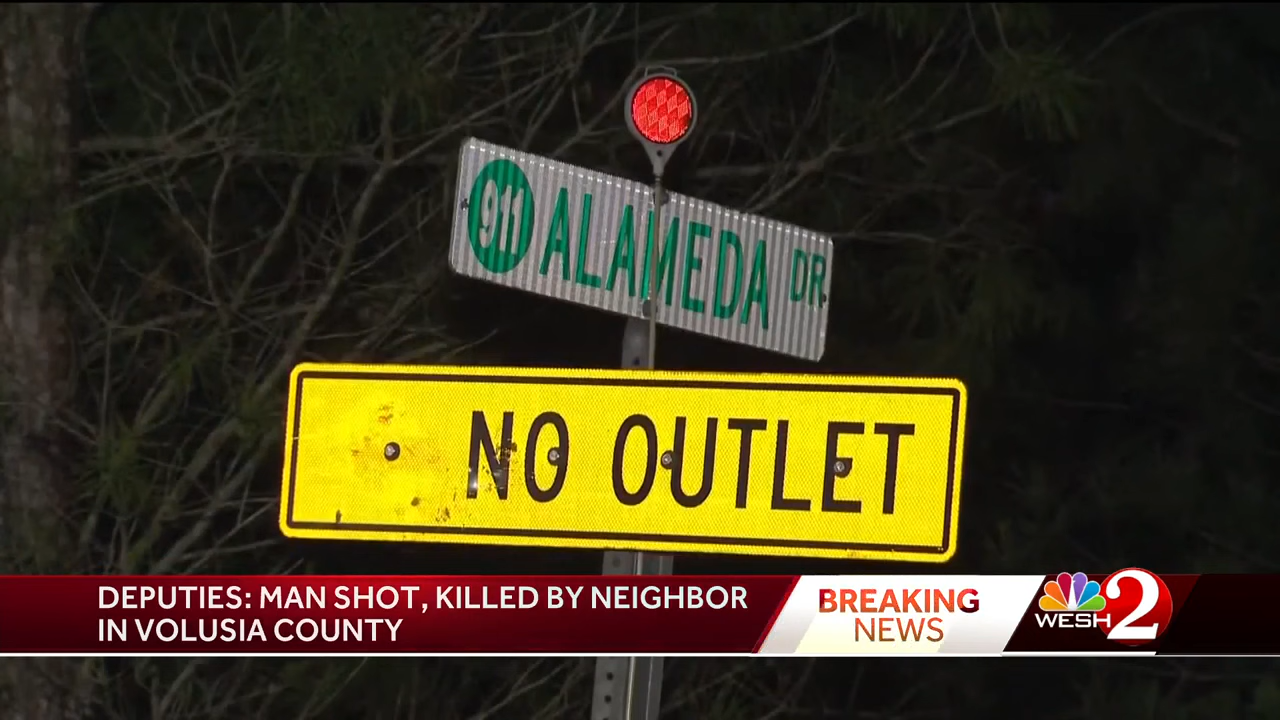 911 ALAMEDA DR
NO OUTLET
DEPUTIES: MAN SHOT, KILLED BY NEIGHBOR
IN VOLUSIA COUNTY
BREAKING
NEWS
WESH 2